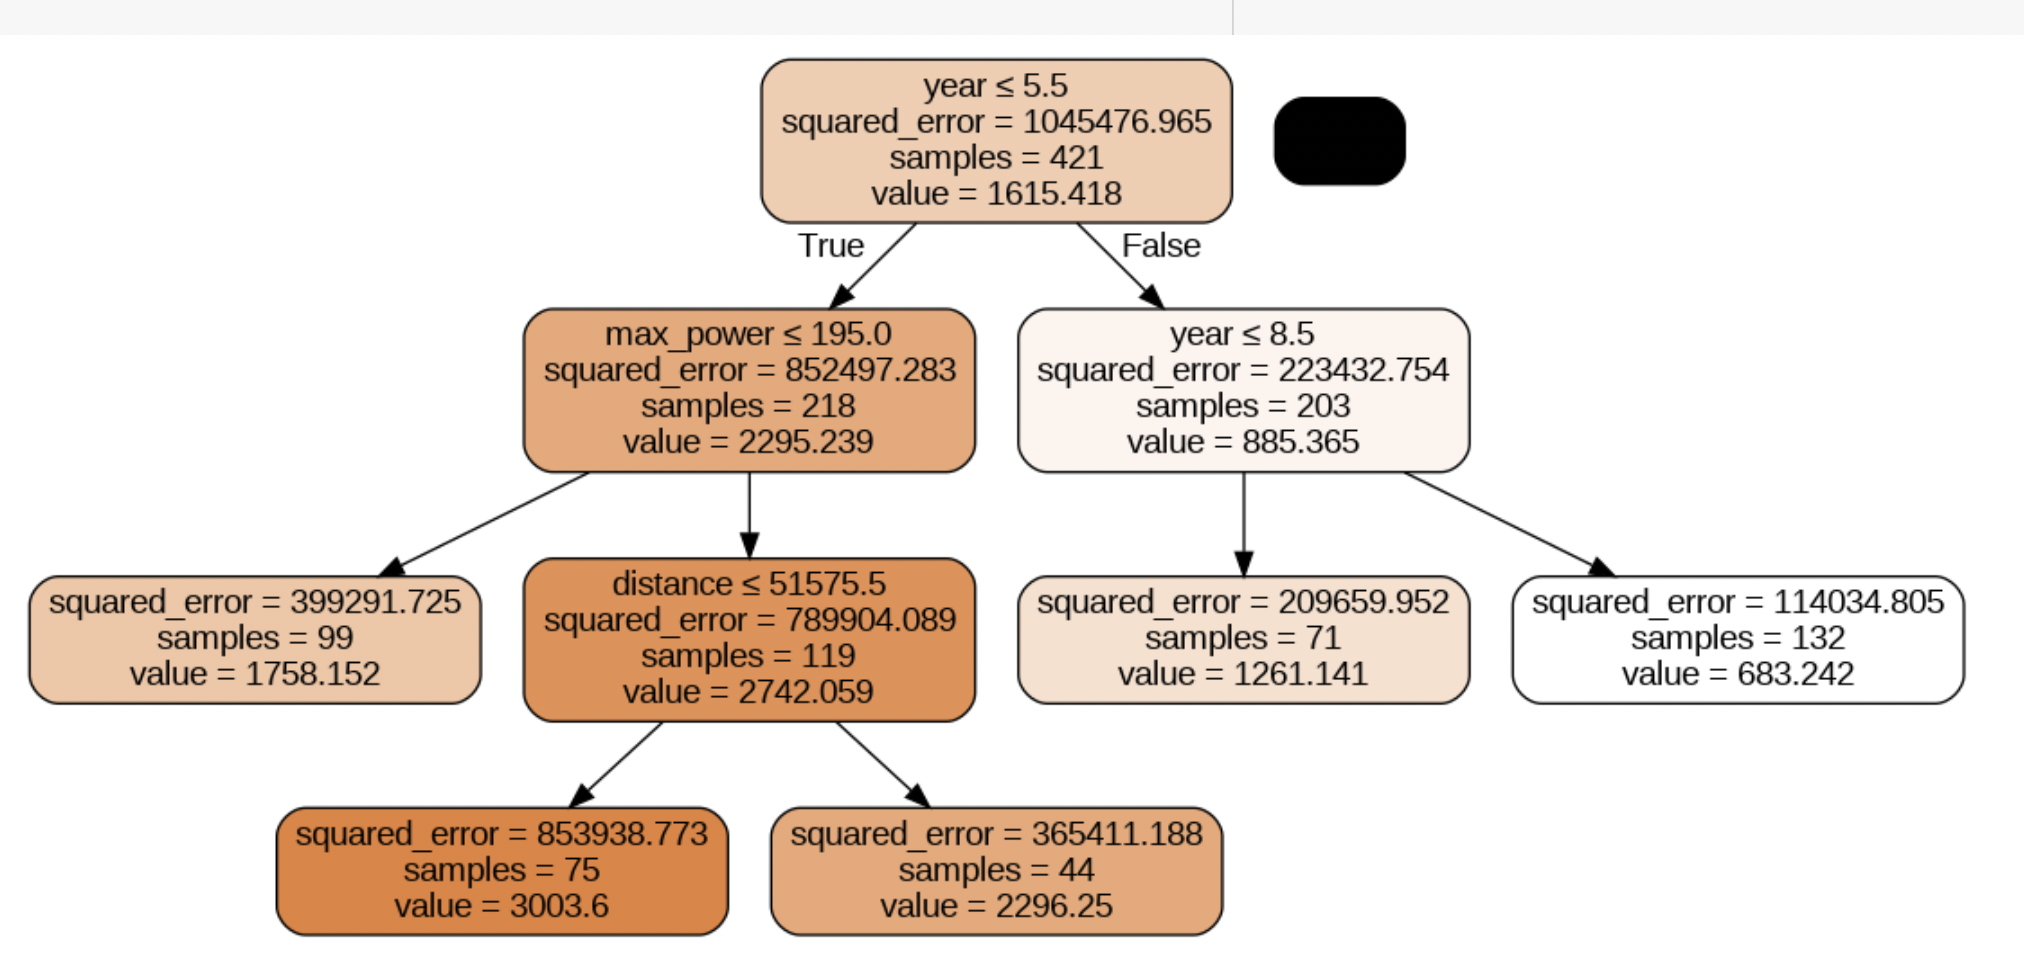 year ≤ 5.5
squared_error = 1045476.965
samples = 421
value = 1615.418
True
False
max_power ≤ 195.0
squared_error = 852497.283
samples = 218
value = 2295.239
year ≤ 8.5
squared_error = 223432.754
samples = 203
value = 885.365
squared_error = 399291.725
samples = 99
value = 1758.152
distance ≤ 51575.5
squared_error = 789904.089
samples = 119
value = 2742.059
squared_error = 209659.952
samples = 71
value = 1261.141
squared_error = 114034.805
samples = 132
value = 683.242
squared_error = 853938.773
samples = 75
value = 3003.6
squared_error = 365411.188
samples = 44
value = 2296.25